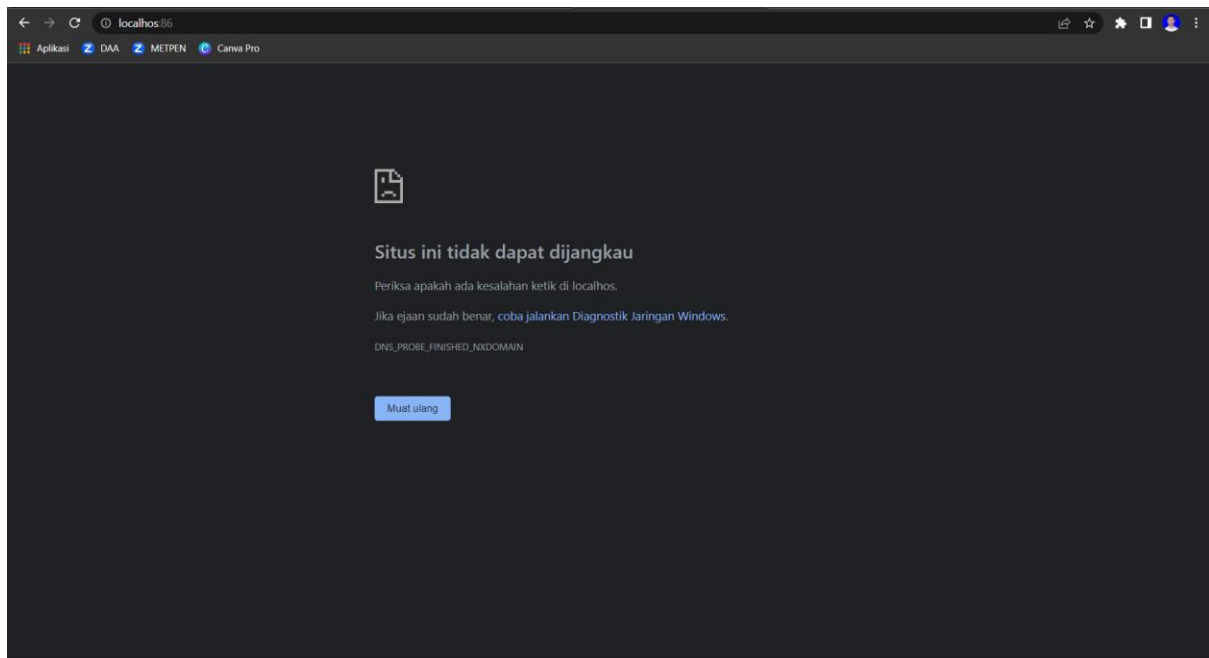 localhos:86
Aplikasi Z DAA Z METPEN C Canva Pro
Situs ini tidak dapat dijangkau
Periksa apakah ada kesalahan ketik di localhos.
Jika ejaan sudah benar, coba jalankan Diagnostik Jaringan Windows.
DNS_PROBE_FINISHED_NXDOMAIN
Muat ulang